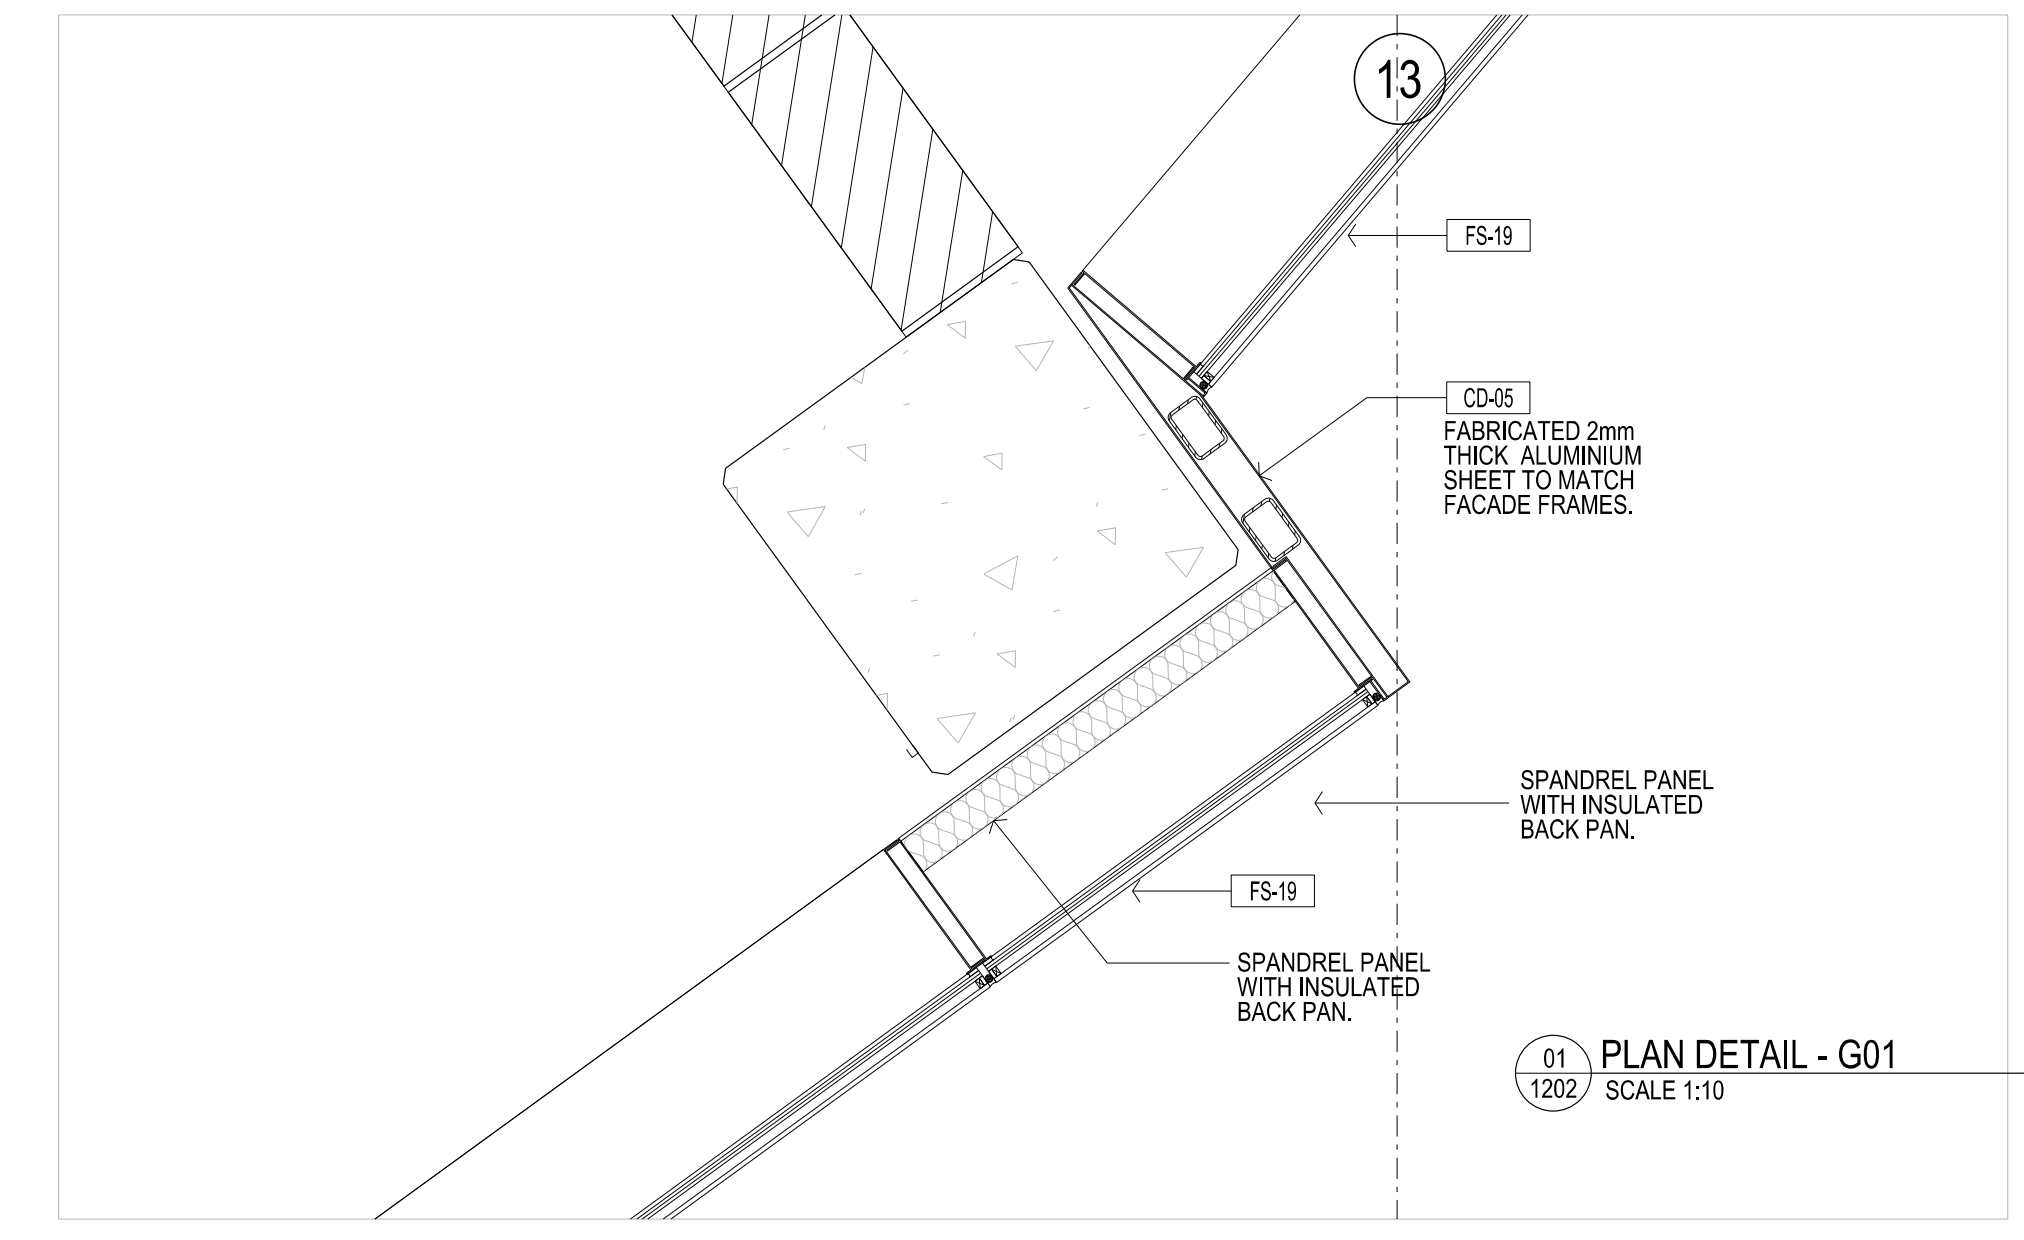 13
FS-19
CD-05
FABRICATED 2mm
THICK ALUMINIUM
SHEET TO MATCH
FACADE FRAMES.
SPANDREL PANEL
WITH INSULATED
BACK PAN.
FS-19
SPANDREL PANEL
WITH INSULATED
BACK PAN.
01
1202
PLAN DETAIL - G01
SCALE 1:10